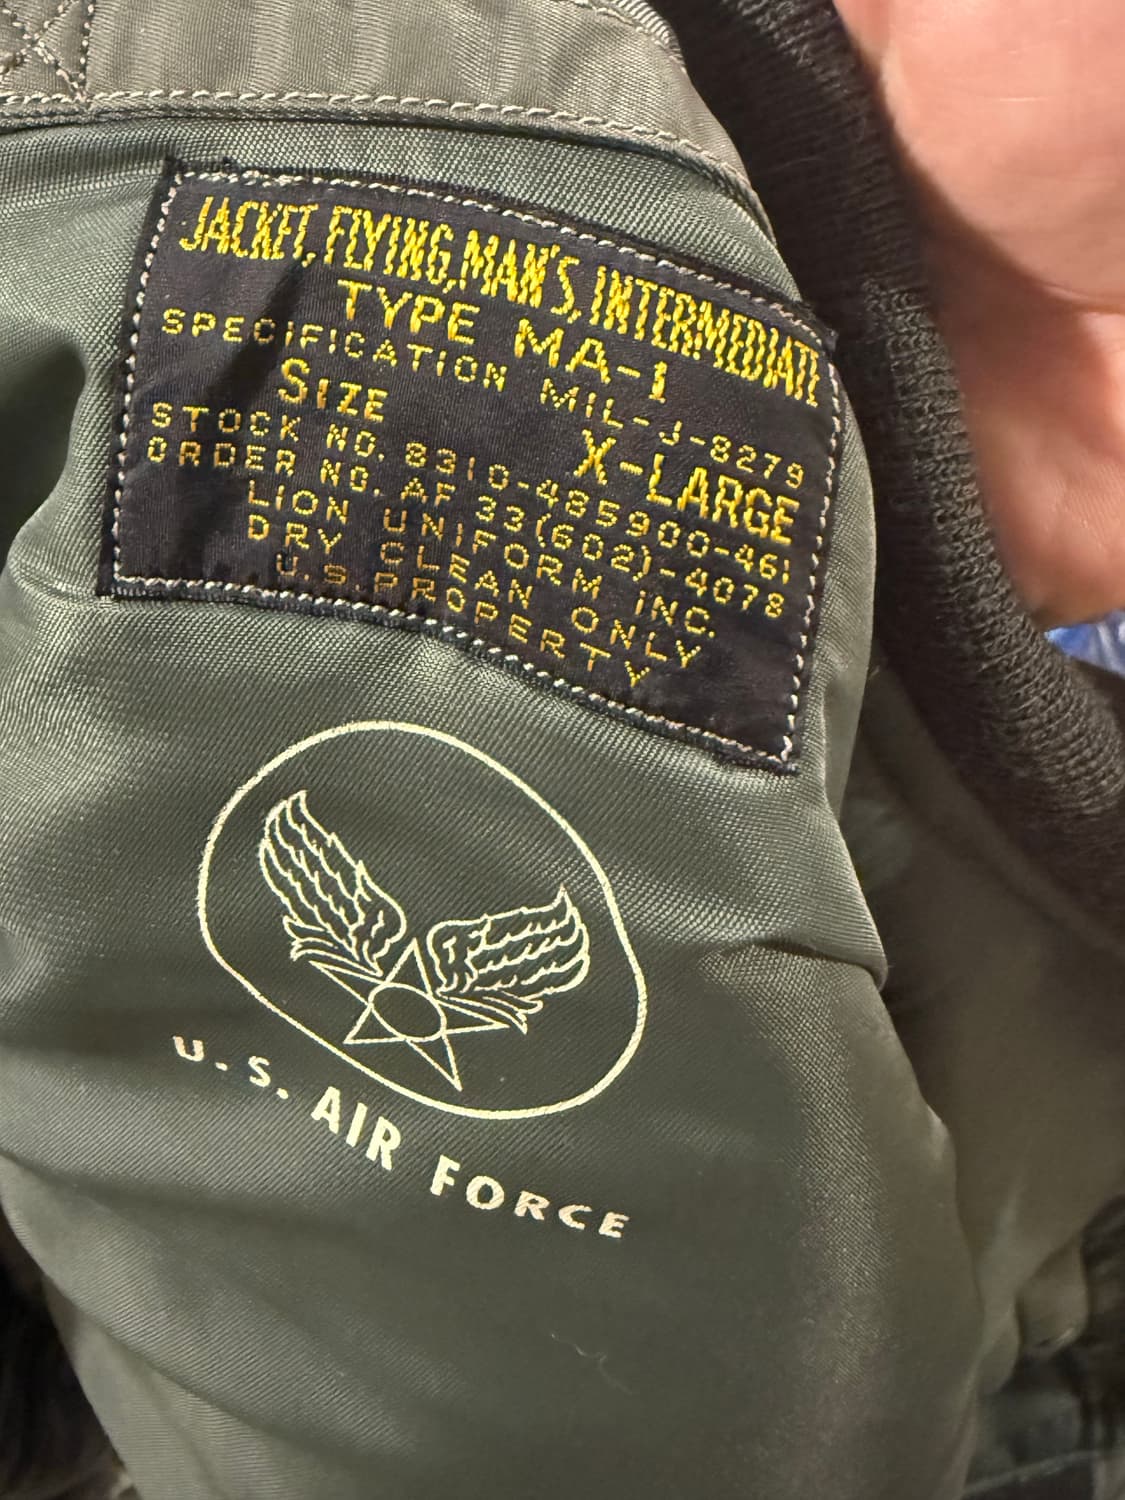 JACKET, FLYING, MAN'S, INTERMEDIATE
TYPE MA-1
SPECIFICATION MIL-J-8279
SIZE X-LARGE
STOCK NO. 8310-485900-461
ORDER NO. AF 33(602)-4078
LION UNIFORM INC.
DRY CLEAN ONLY
U.S. PROPERTY
U.S. AIR FORCE